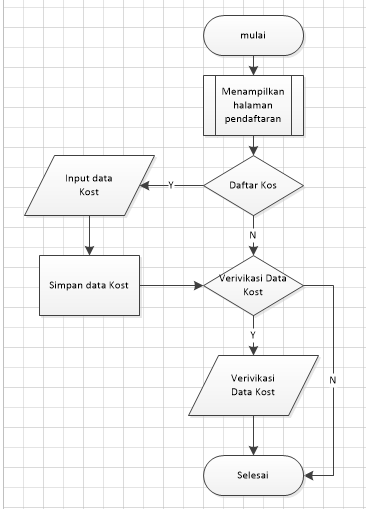 mulai
Menampilkan
halaman
pendaftaran
Daftar Kos
Y
Input data
Kost
N
Simpan data Kost
Verivikasi Data
Kost
Y
N
Verivikasi
Data Kost
Selesai